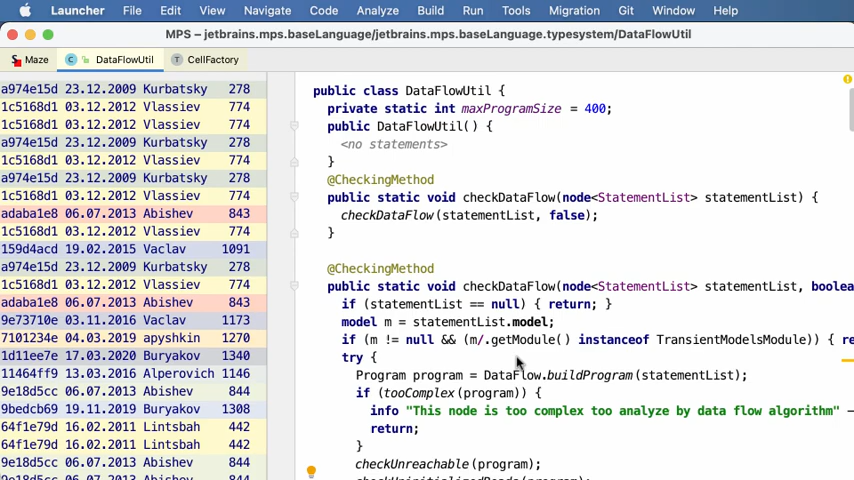 Launcher File Edit View Navigate Code Analyze Build Run Tools Migration Git Window Help
MPS – jetbrains.mps.baseLanguage/jetbrains.mps.baseLanguage.typesystem/DataFlowUtil
Maze DataFlowUtil CellFactory
a974e15d 23.12.2009 Kurbatsky 278 public class DataFlowUtil {
1c5168d1 03.12.2012 Vlassiev 774 private static int maxProgramSize = 400;
1c5168d1 03.12.2012 Vlassiev 774 public DataFlowUtil() {
a974e15d 23.12.2009 Kurbatsky 278 <no statements>
1c5168d1 03.12.2012 Vlassiev 774 }
a974e15d 23.12.2009 Kurbatsky 278 @CheckingMethod
1c5168d1 03.12.2012 Vlassiev 774 public static void checkDataFlow(node<StatementList> statementList) {
adaba1e8 06.07.2013 Abishev 843 checkDataFlow(statementList, false);
1c5168d1 03.12.2012 Vlassiev 774 }
159d4acd 19.02.2015 Vaclav 1091
a974e15d 23.12.2009 Kurbatsky 278 @CheckingMethod
1c5168d1 03.12.2012 Vlassiev 774 public static void checkDataFlow(node<StatementList> statementList, boolea
adaba1e8 06.07.2013 Abishev 843 if (statementList == null) { return; }
9e73710e 03.11.2016 Vaclav 1173 model m = statementList.model;
7101234e 04.03.2019 apyshkin 1270 if (m != null && (m/.getModule() instanceof TransientModelsModule)) { re
1d11ee7e 17.03.2020 Buryakov 1340 try {
11464ff9 13.03.2016 Alperovich 1146 Program program = DataFlow.buildProgram(statementList);
9e18d5cc 06.07.2013 Abishev 844 if (tooComplex(program)) {
9bedcb69 19.11.2019 Buryakov 1308 info "This node is too complex too analyze by data flow algorithm" –
64f1e79d 16.02.2011 Lintsbah 442 return;
64f1e79d 16.02.2011 Lintsbah 442 }
9e18d5cc 06.07.2013 Abishev 844 checkUnreachable(program);
9e18d5cc 06.07.2013 Abishev 844 checkUninitializedReads(program);